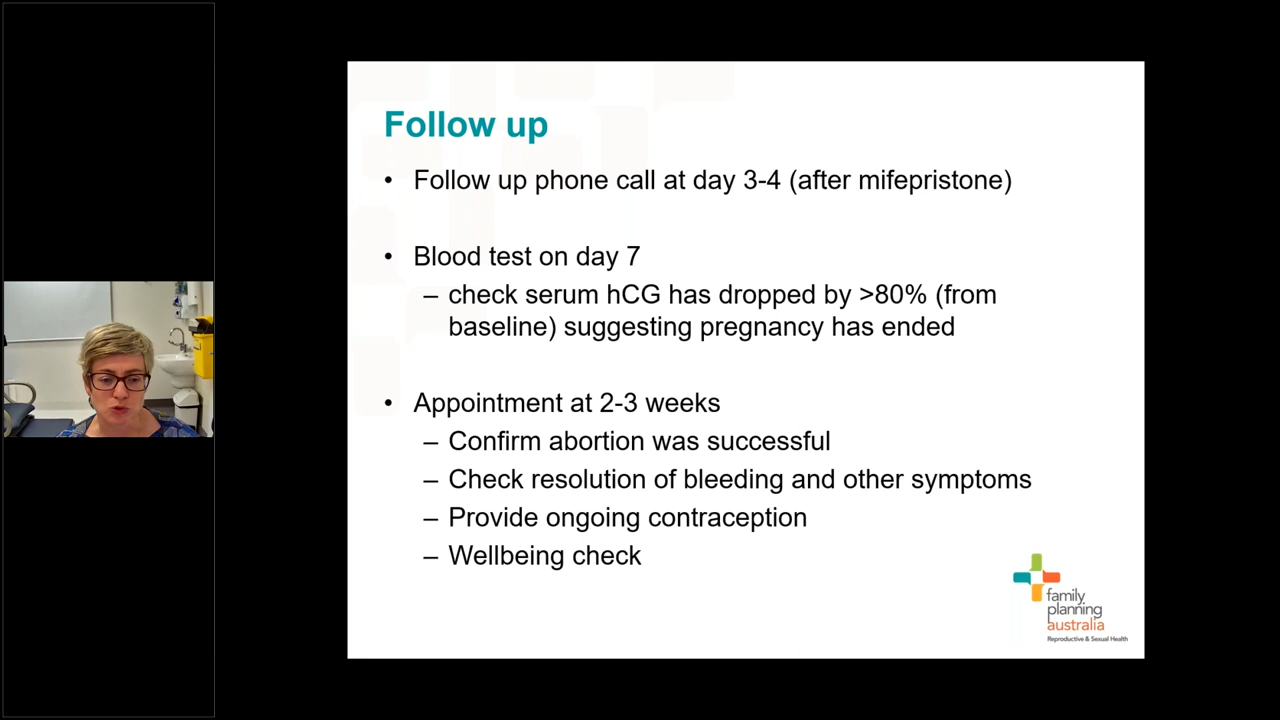 Follow up
• Follow up phone call at day 3-4 (after mifepristone)
• Blood test on day 7
– check serum hCG has dropped by >80% (from
baseline) suggesting pregnancy has ended
• Appointment at 2-3 weeks
– Confirm abortion was successful
– Check resolution of bleeding and other symptoms
– Provide ongoing contraception
– Wellbeing check
family
planning
australia
Reproductive & Sexual Health